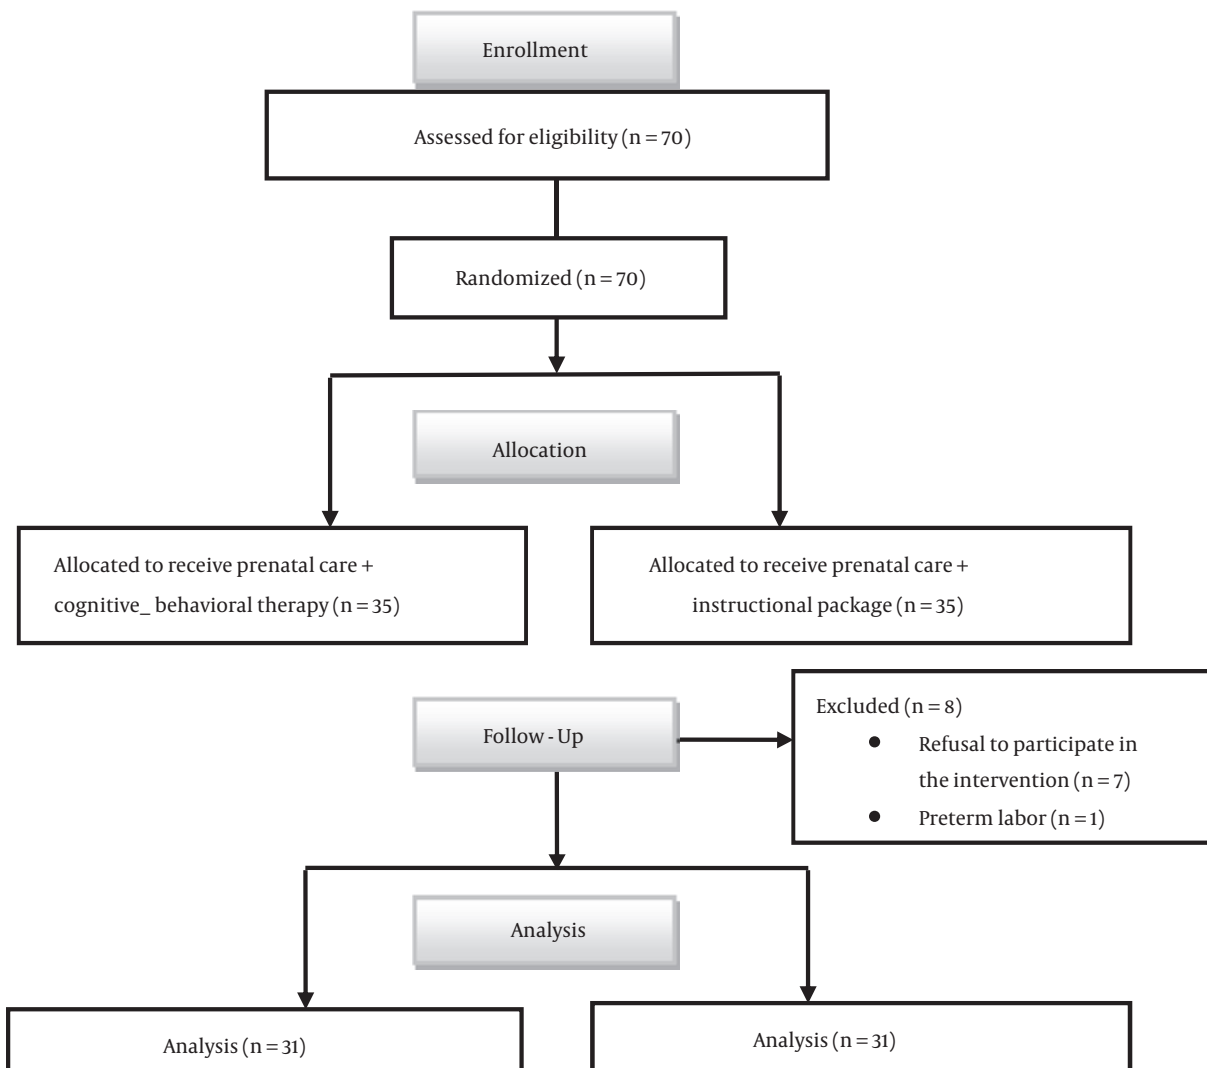 Enrollment
Assessed for eligibility (n = 70)
Randomized (n = 70)
Allocation
Allocated to receive prenatal care +
cognitive_ behavioral therapy (n = 35)
Allocated to receive prenatal care +
instructional package (n = 35)
Follow - Up
Excluded (n = 8)
● Refusal to participate in
the intervention (n = 7)
● Preterm labor (n = 1)
Analysis
Analysis (n = 31)
Analysis (n = 31)